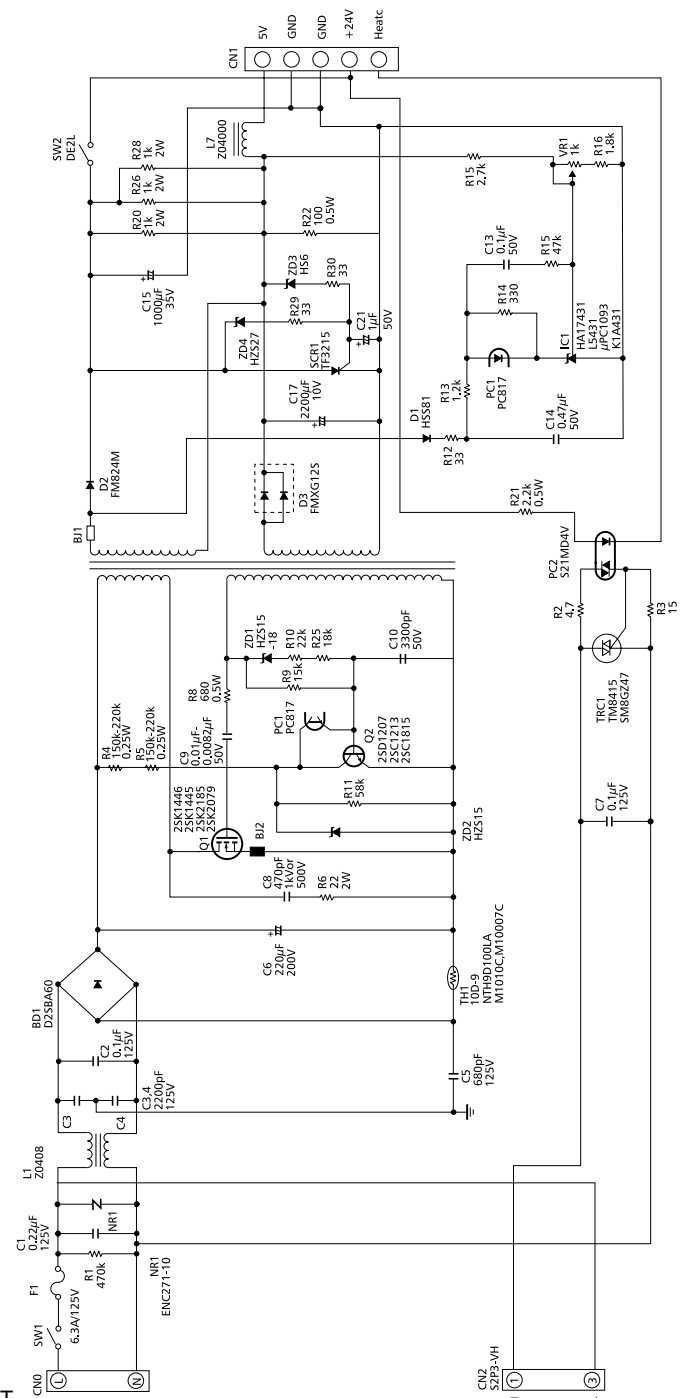 CN1
5V
GND
GND
+24V
Heatc
SW2
DE2L
R28
1k
2W
R26
1k
2W
R20
1k
2W
L7
Z04000
R22
100
0.5W
R15
2.7k
VR1
1k
R16
1.8k
C15
1000µF
35V
ZD3
HS6
R30
33
R29
33
ZD4
HZS27
SCR1
TF3215
C21
1µF
50V
C17
2200µF
10V
C13
0.1µF
50V
R15
47k
R14
330
IC1
HA17431
L5431
µPC1093
K1A431
PC1
PC817
R13
1.2k
D1
HSS81
R12
33
C14
0.47µF
50V
D2
FM824M
D3
FMXG12S
BJ1
R21
2.2k
0.5W
PC2
S21MD4V
R2
4.7
R3
15
TRC1
TM8415
SM8GZ47
C7
0.1µF
125V
ZD1
HZS15
-18
R10
22k
R25
18k
C10
3300pF
50V
R9
15k
R8
680
0.5W
PC1
PC817
C9
0.01µF-
0.0082µF
50V
Q2
2SD1207
2SC1213
2SC1815
R4
150k-220k
0.25W
R5
150k-220k
0.25W
R11
58k
2SK1446
2SK1445
2SK2185
2SK2079
Q1
BJ2
ZD2
HZS15
C8
470pF
1kVor
500V
R6
22
2W
C6
220µF
200V
TH1
10D-9
NTH9D100LA
M1010C,M10007C
BD1
D2SBA60
C2
0.1µF
125V
C3
C4
C3,4
2200pF
125V
C5
680pF
125V
L1
Z0408
C1
0.22µF
125V
NR1
R1
470k
NR1
ENC271-10
F1
6.3A/125V
SW1
CN0
L
N
CN2
S2P3-VH
1
3